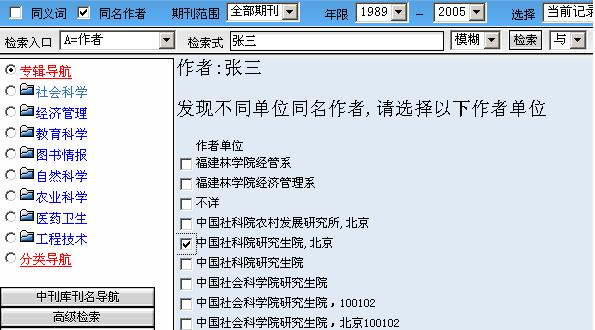 同义词 同名作者 期刊范围 全部期刊 年限 1989 - 2005 选择 当前记录
检索入口 A=作者 检索式 张三 模糊 检索 与
专辑导航
社会科学
经济管理
教育科学
图书情报
自然科学
农业科学
医药卫生
工程技术
分类导航
中刊库刊名导航
高级检索
作者:张三
发现不同单位同名作者,请选择以下作者单位
作者单位
福建林学院经管系
福建林学院经济管理系
不详
中国社科院农村发展研究所,北京
中国社科院研究生院,北京
中国社科院研究生院
中国社会科学院研究生院
中国社会科学院研究生院，100102
中国社会科学院研究生院，北京100102